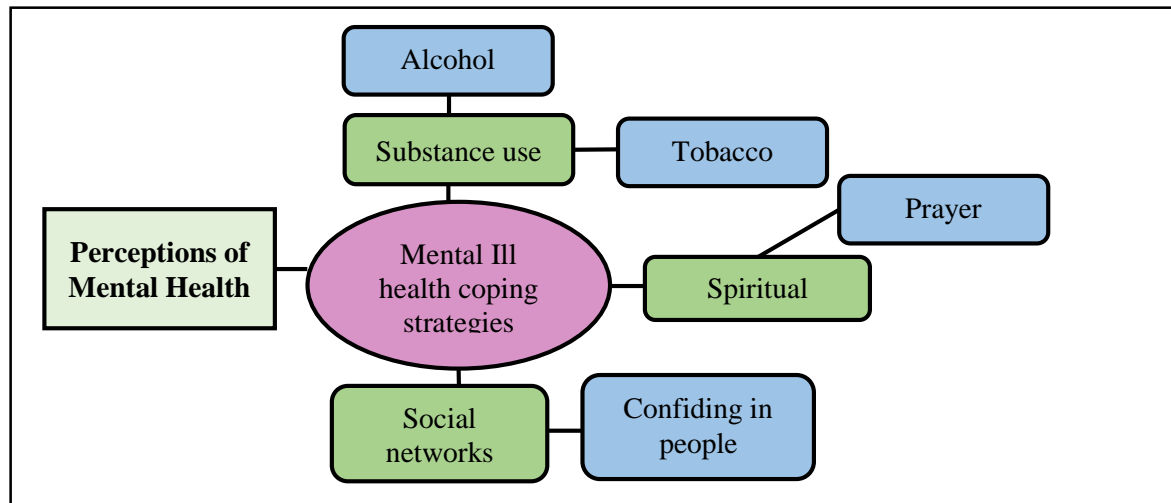 Alcohol
Substance use
Tobacco
Prayer
Perceptions of
Mental Health
Mental Ill
health coping
strategies
Spiritual
Social
networks
Confiding in
people